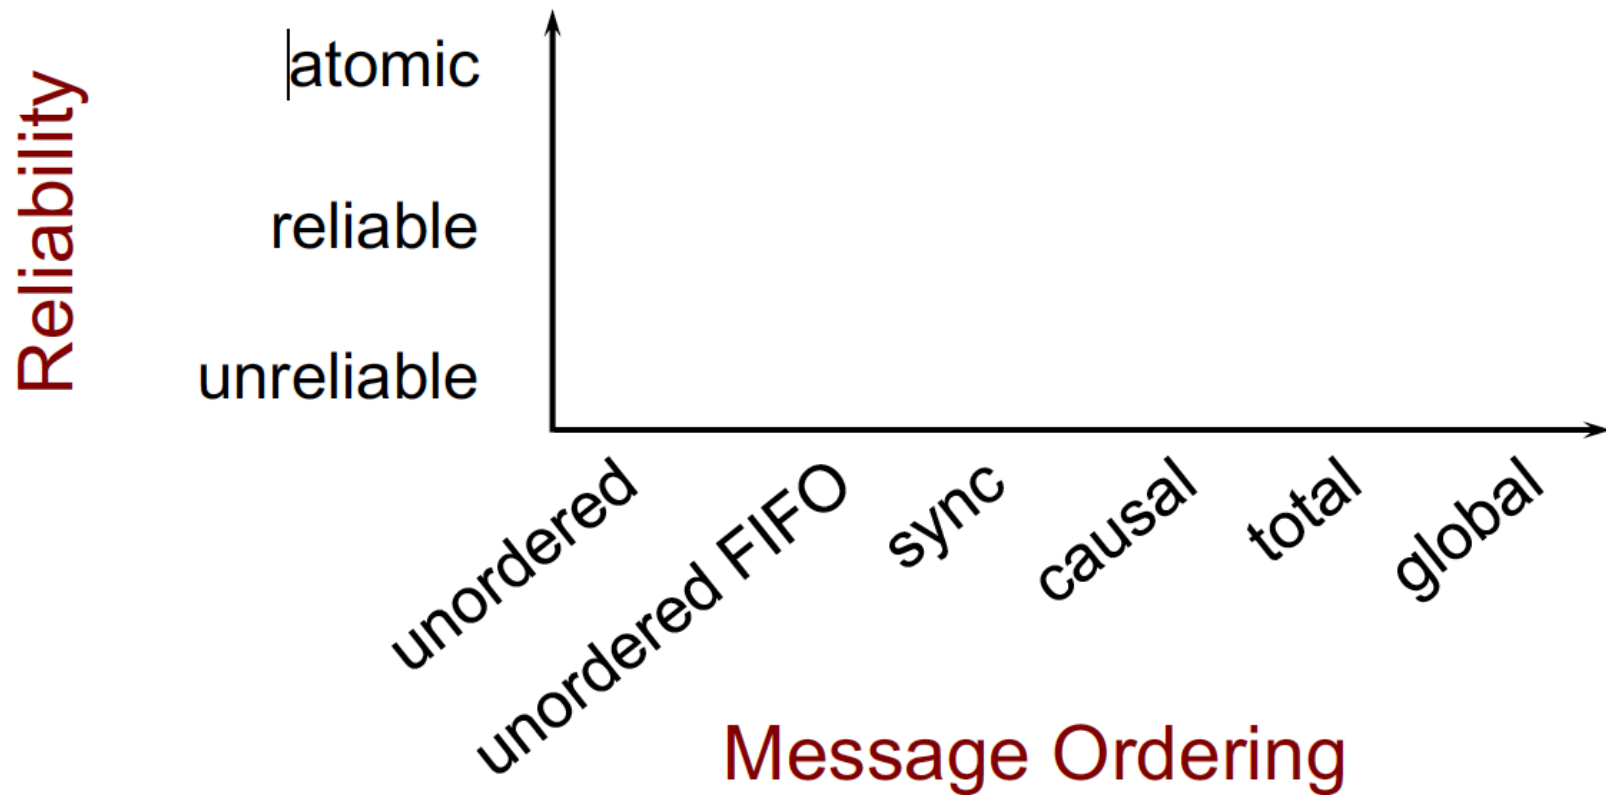 Reliability
atomic
reliable
unreliable
unordered
unordered FIFO
sync
causal
total
global
Message Ordering